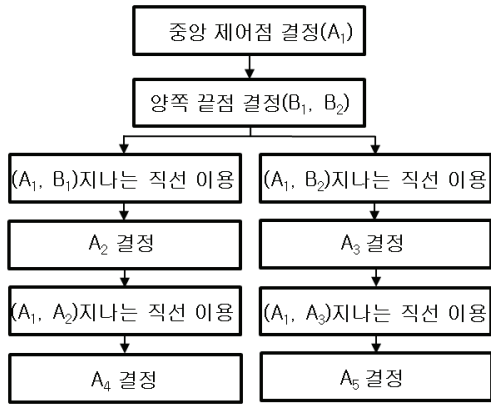 중앙 제어점 결정(A₁)
양쪽 끝점 결정(B₁, B₂)
(A₁, B₁)지나는 직선 이용
(A₁, B₂)지나는 직선 이용
A₂ 결정
A₃ 결정
(A₁, A₂)지나는 직선 이용
(A₁, A₃)지나는 직선 이용
A₄ 결정
A₅ 결정